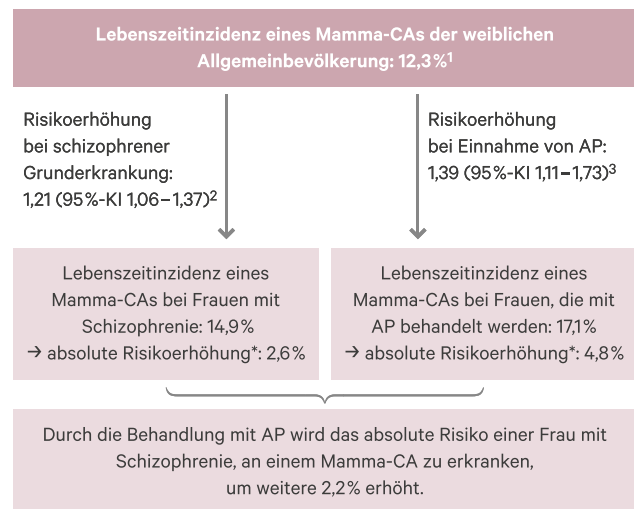 Lebenszeitinzidenz eines Mamma-CAs der weiblichen
Allgemeinbevölkerung: 12,3%¹
Risikoerhöhung
bei schizophrener
Grunderkrankung:
1,21 (95%-KI 1,06–1,37)²
Risikoerhöhung
bei Einnahme von AP:
1,39 (95%-KI 1,11–1,73)³
Lebenszeitinzidenz eines
Mamma-CAs bei Frauen mit
Schizophrenie: 14,9%
→ absolute Risikoerhöhung*: 2,6%
Lebenszeitinzidenz eines
Mamma-CAs bei Frauen, die mit
AP behandelt werden: 17,1%
→ absolute Risikoerhöhung*: 4,8%
Durch die Behandlung mit AP wird das absolute Risiko einer Frau mit
Schizophrenie, an einem Mamma-CA zu erkranken,
um weitere 2,2% erhöht.